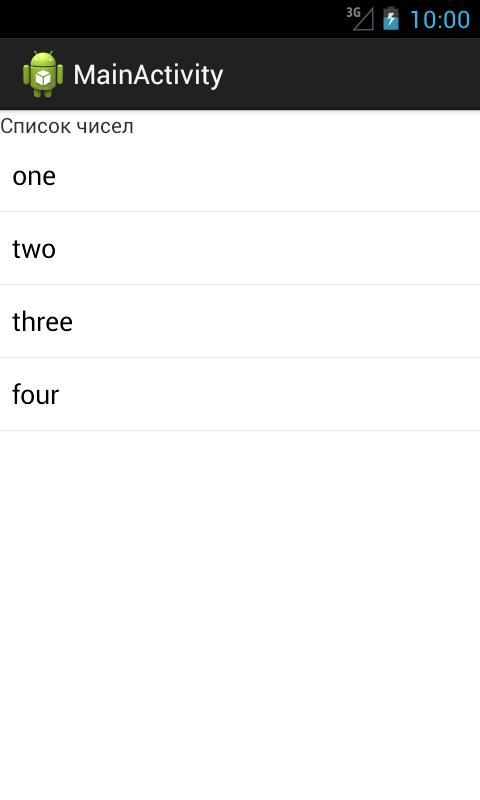 3G 10:00
MainActivity
Список чисел
one
two
three
four